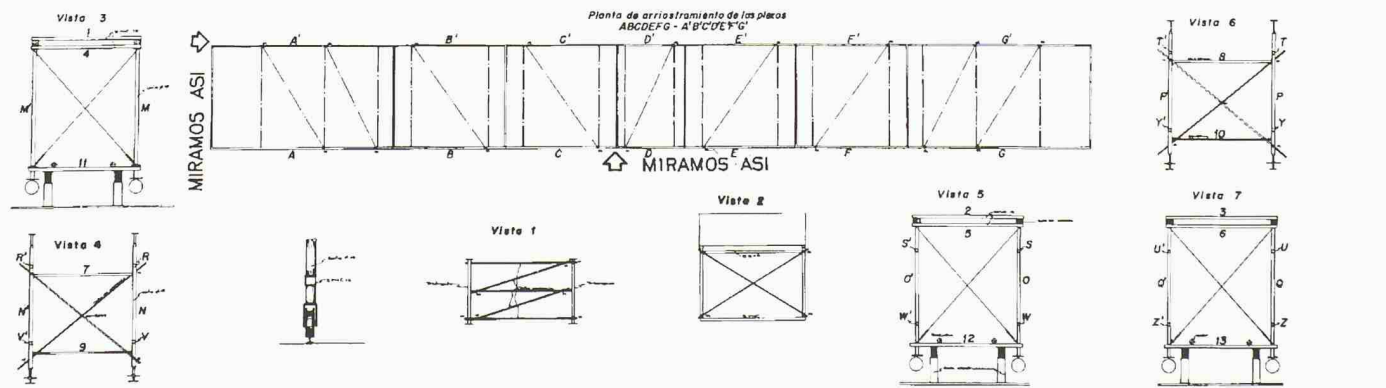 Vista 3
1
4
M'
M
11
Planta de arriostramiento de los plexos
ABCDEFG - A'B'C'D'E'F'G'
A' B' C' D' E' F' G'
MIRAMOS ASI
A B C D E F G
MIRAMOS ASI
Vista 6
T' T
8
P' P
Y' Y
10
Vista 4
R' R
7
N' N
V' V
9
Vista 1
Vista 2
Vista 5
2
5
S' S
O' O
W' W
12
Vista 7
3
6
U' U
Q' Q
Z' Z
13